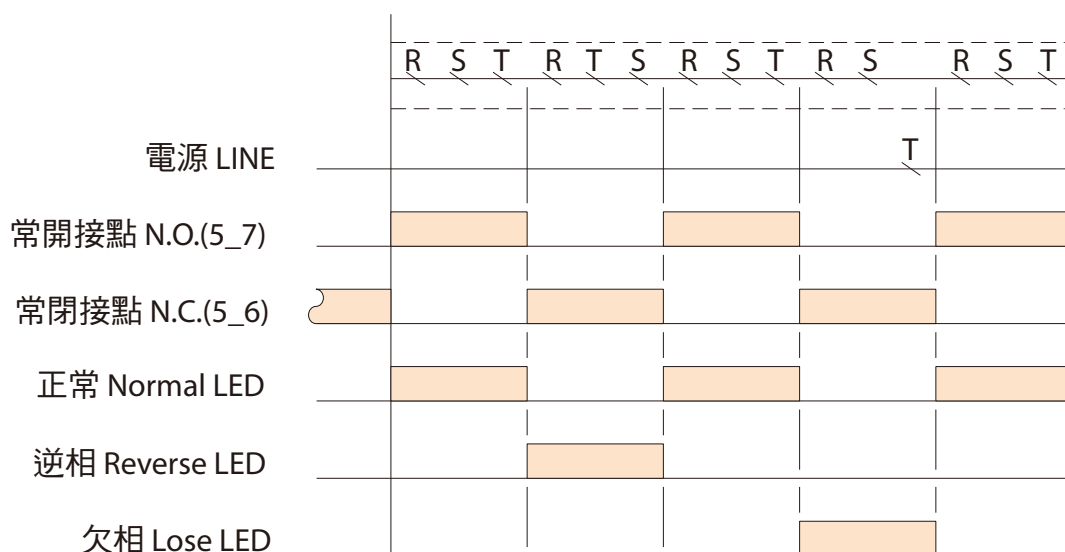 R S T R T S R S T R S R S T
T
電源 LINE
常開接點 N.O.(5_7)
常閉接點 N.C.(5_6)
正常 Normal LED
逆相 Reverse LED
欠相 Lose LED